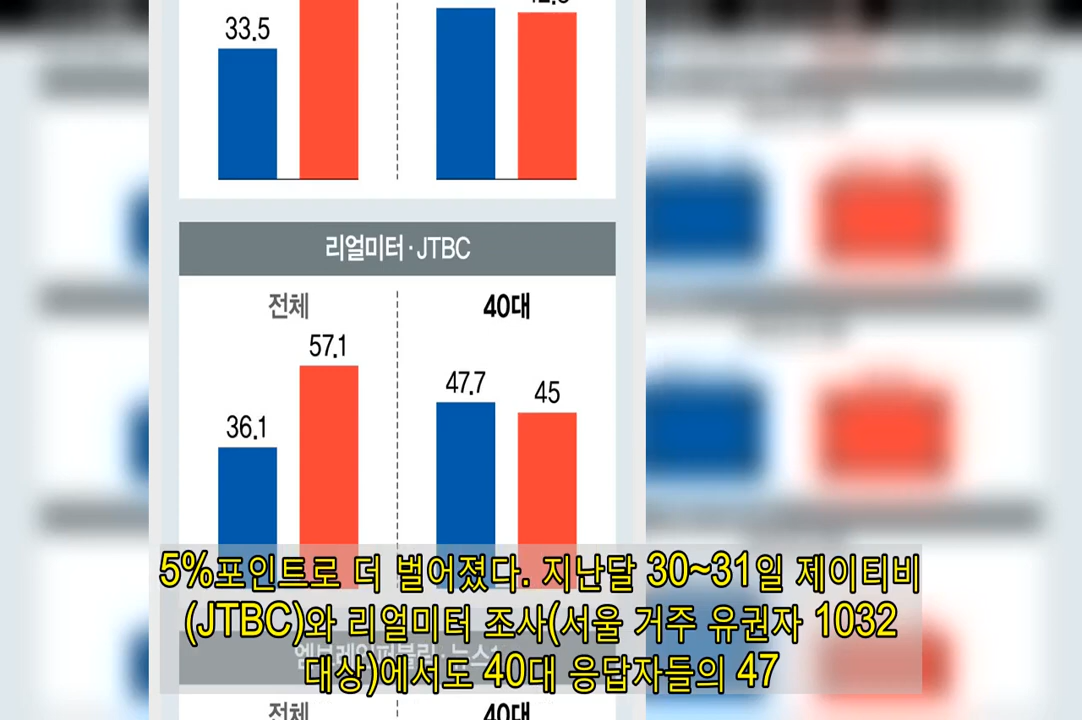 33.5
리얼미터·JTBC
전체
40대
57.1
47.7
45
36.1
5%포인트로 더 벌어졌다. 지난달 30~31일 제이티비
(JTBC)와 리얼미터 조사(서울 거주 유권자 1032
대상)에서도 40대 응답자들의 47
전체
40대